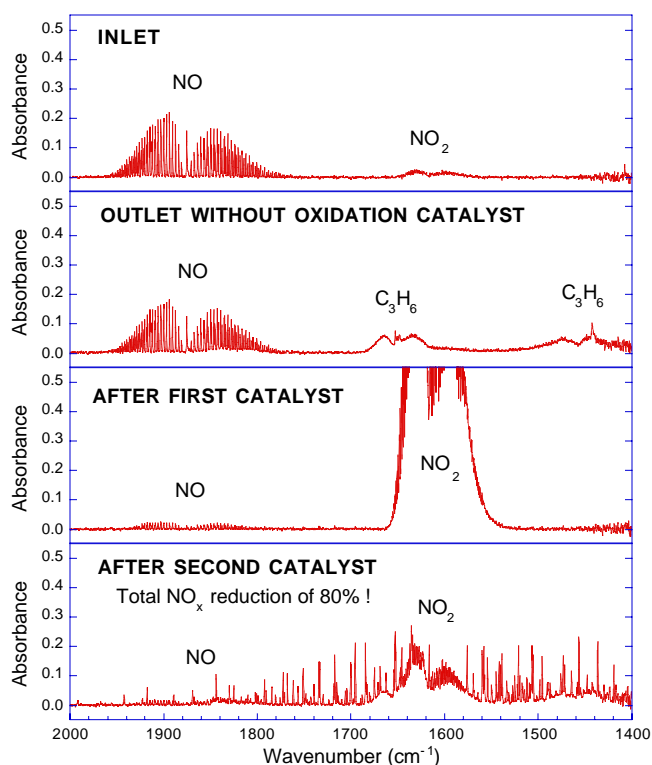 INLET
NO
NO₂
Absorbance
0.5
0.4
0.3
0.2
0.1
0.0
OUTLET WITHOUT OXIDATION CATALYST
NO
C₃H₆
C₃H₆
Absorbance
0.5
0.4
0.3
0.2
0.1
0.0
AFTER FIRST CATALYST
NO
NO₂
Absorbance
0.5
0.4
0.3
0.2
0.1
0.0
AFTER SECOND CATALYST
Total NOₓ reduction of 80% !
NO
NO₂
Absorbance
0.5
0.4
0.3
0.2
0.1
0.0
2000 1900 1800 1700 1600 1500 1400
Wavenumber (cm⁻¹)